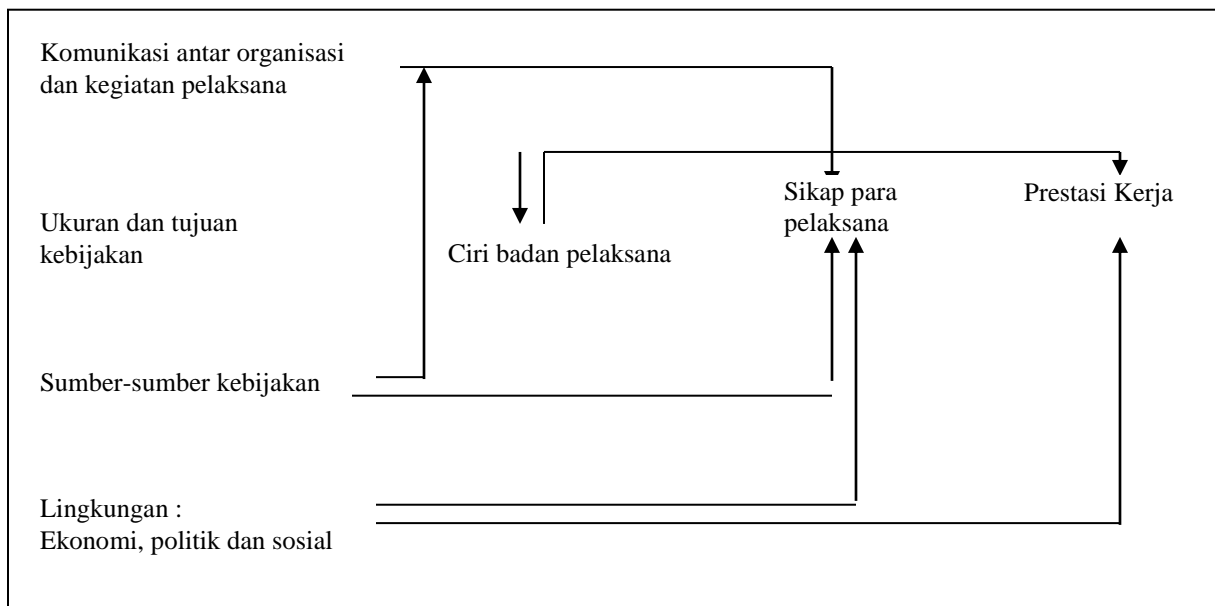 Komunikasi antar organisasi
dan kegiatan pelaksana
Sikap para
pelaksana
Prestasi Kerja
Ukuran dan tujuan
kebijakan
Ciri badan pelaksana
Sumber-sumber kebijakan
Lingkungan :
Ekonomi, politik dan sosial